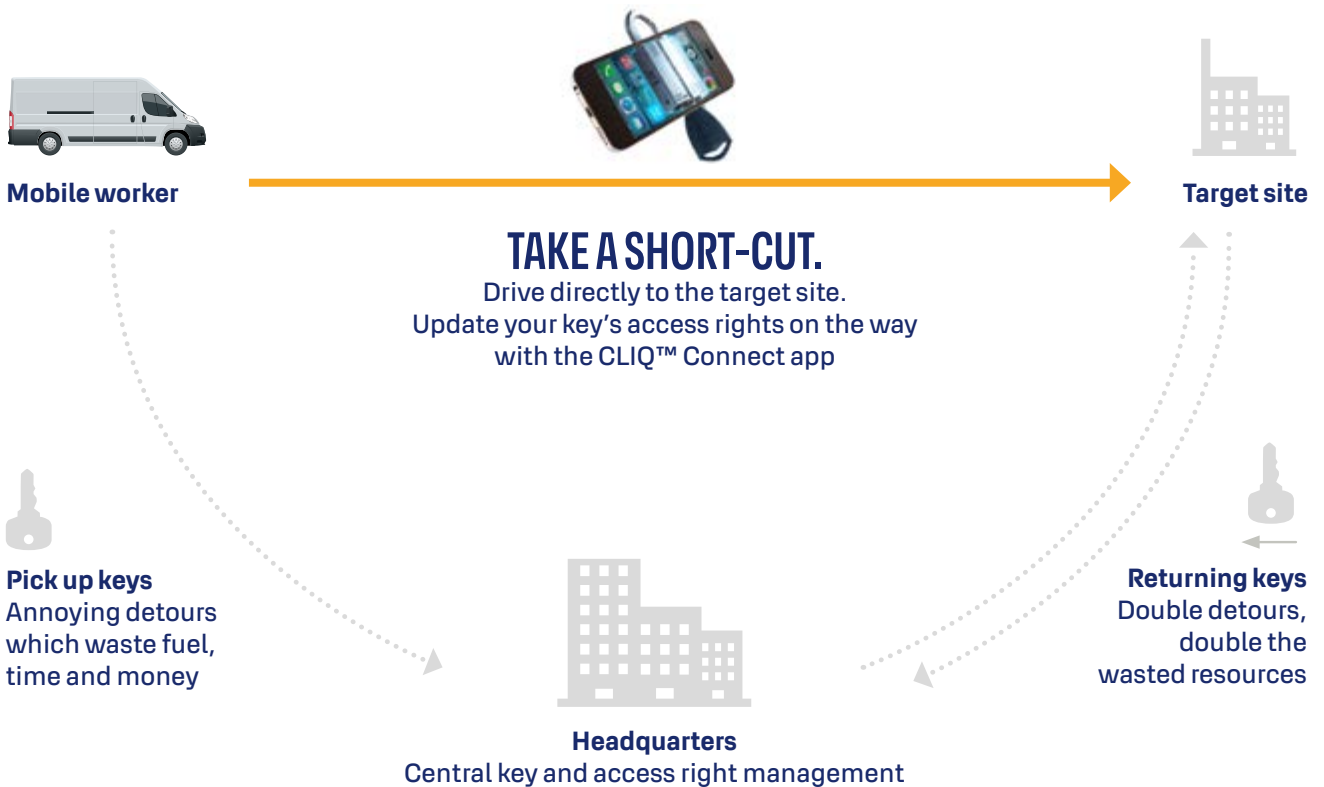 Mobile worker
Target site
TAKE A SHORT-CUT.
Drive directly to the target site.
Update your key’s access rights on the way
with the CLIQ™ Connect app
Pick up keys
Annoying detours
which waste fuel,
time and money
Returning keys
Double detours,
double the
wasted resources
Headquarters
Central key and access right management